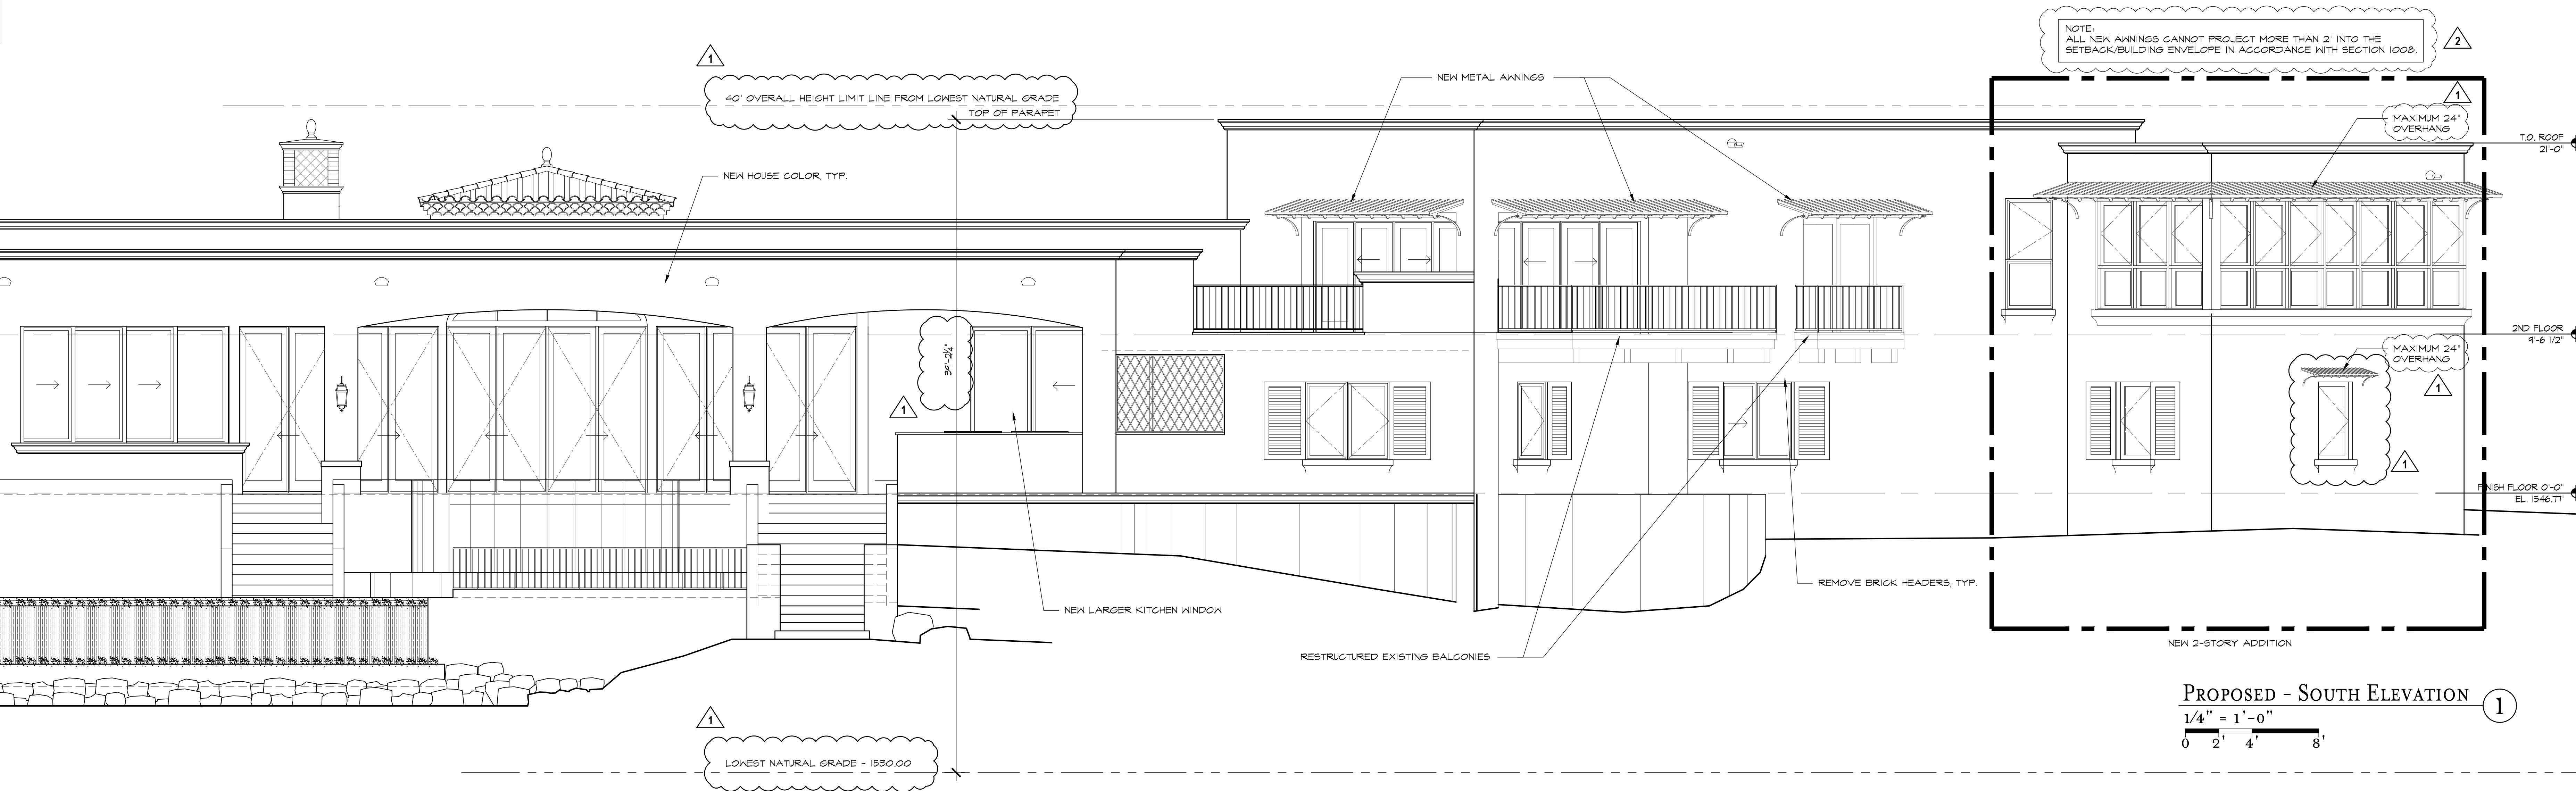 NOTE:
ALL NEW AWNINGS CANNOT PROJECT MORE THAN 2' INTO THE
SETBACK/BUILDING ENVELOPE IN ACCORDANCE WITH SECTION 1008.
2
1
1
40' OVERALL HEIGHT LIMIT LINE FROM LOWEST NATURAL GRADE
TOP OF PARAPET
NEW METAL AWNINGS
MAXIMUM 24"
OVERHANG
T.O. ROOF
21'-0"
NEW HOUSE COLOR, TYP.
2ND FLOOR
9'-6 1/2"
MAXIMUM 24"
OVERHANG
1
39'-2¼"
1
1
FINISH FLOOR 0'-0"
EL. 1546.77'
REMOVE BRICK HEADERS, TYP.
NEW LARGER KITCHEN WINDOW
RESTRUCTURED EXISTING BALCONIES
NEW 2-STORY ADDITION
PROPOSED - SOUTH ELEVATION
1
1/4" = 1'-0"
0 2' 4' 8'
1
LOWEST NATURAL GRADE - 1530.00